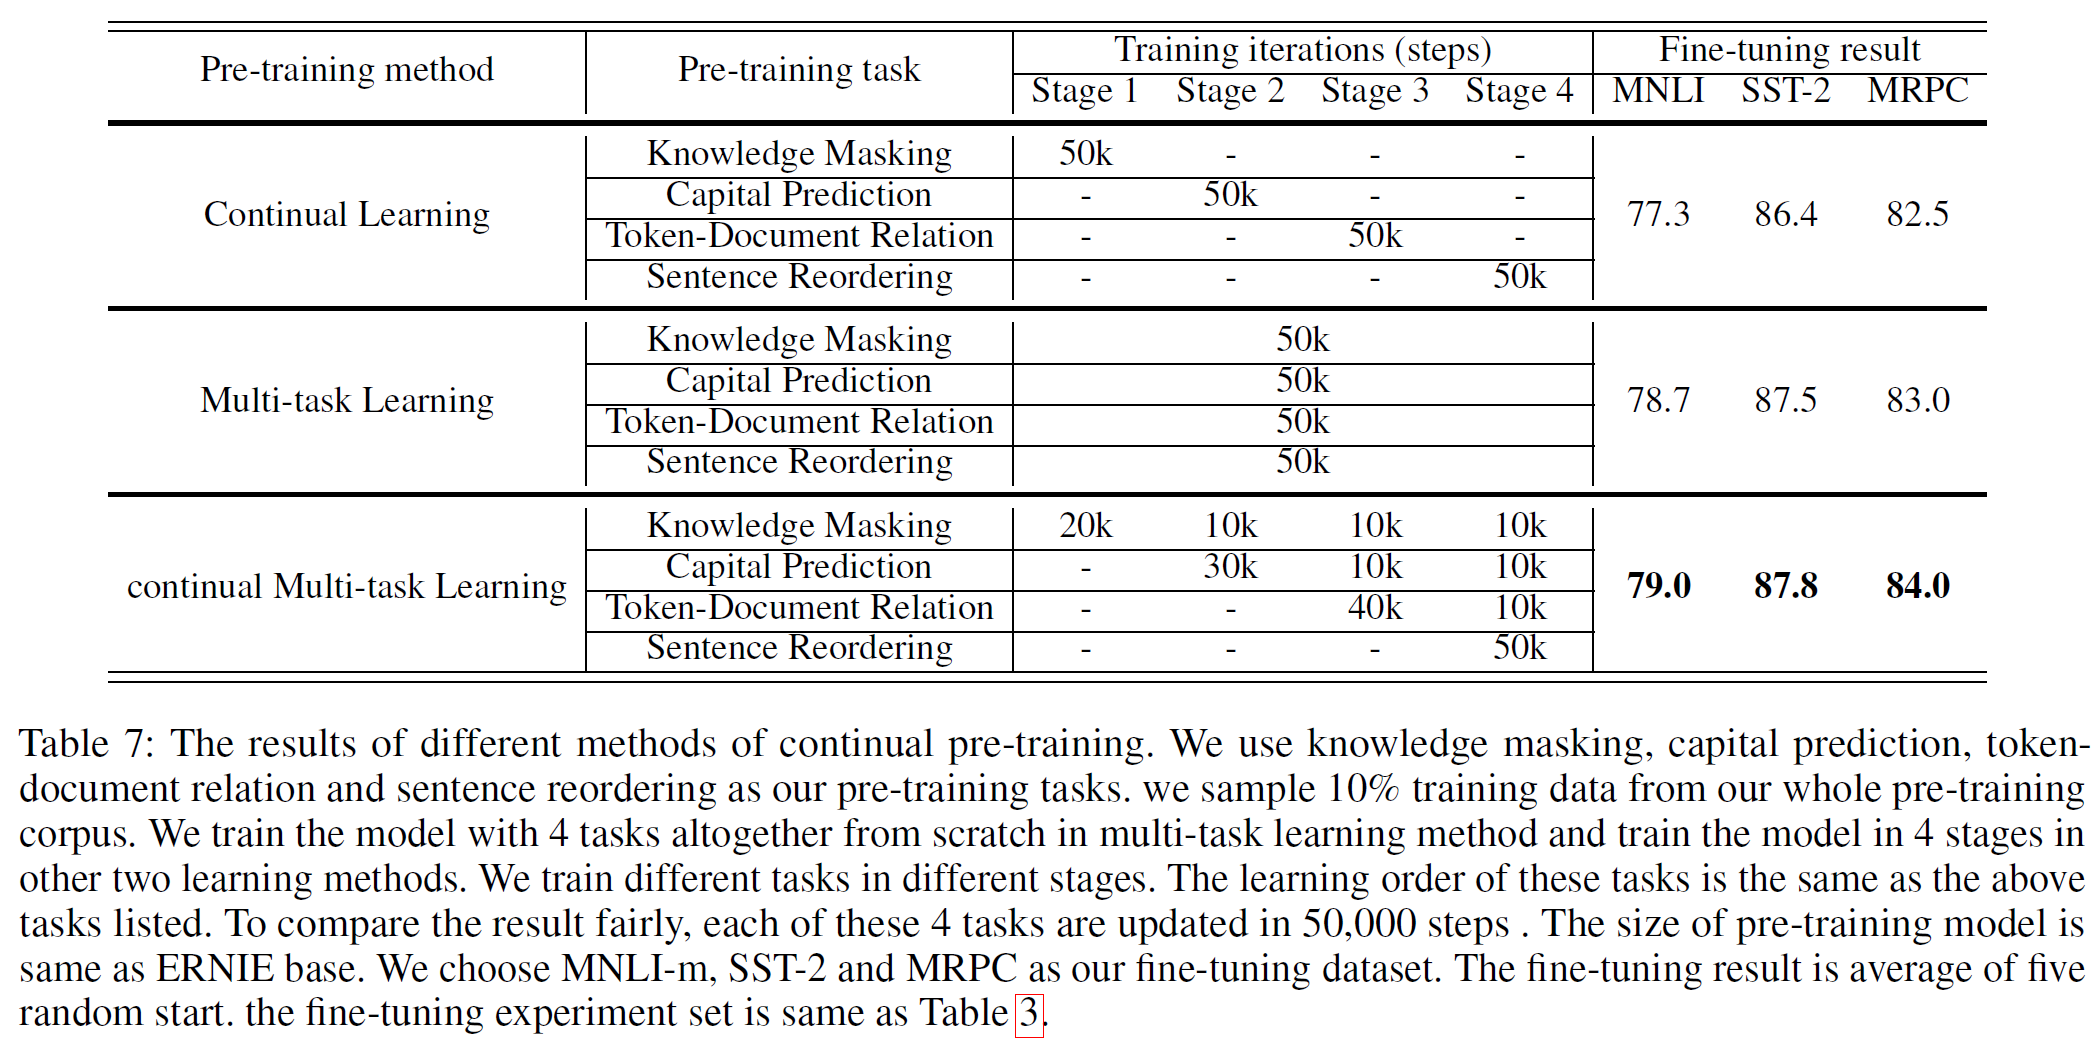 Pre-training method Pre-training task Training iterations (steps) Fine-tuning result
Stage 1 Stage 2 Stage 3 Stage 4 MNLI SST-2 MRPC
Continual Learning Knowledge Masking 50k - - - 77.3 86.4 82.5
Capital Prediction - 50k - -
Token-Document Relation - - 50k -
Sentence Reordering - - - 50k
Multi-task Learning Knowledge Masking 50k 78.7 87.5 83.0
Capital Prediction 50k
Token-Document Relation 50k
Sentence Reordering 50k
continual Multi-task Learning Knowledge Masking 20k 10k 10k 10k 79.0 87.8 84.0
Capital Prediction - 30k 10k 10k
Token-Document Relation - - 40k 10k
Sentence Reordering - - - 50k
Table 7: The results of different methods of continual pre-training. We use knowledge masking, capital prediction, token-
document relation and sentence reordering as our pre-training tasks. we sample 10% training data from our whole pre-training
corpus. We train the model with 4 tasks altogether from scratch in multi-task learning method and train the model in 4 stages in
other two learning methods. We train different tasks in different stages. The learning order of these tasks is the same as the above
tasks listed. To compare the result fairly, each of these 4 tasks are updated in 50,000 steps . The size of pre-training model is
same as ERNIE base. We choose MNLI-m, SST-2 and MRPC as our fine-tuning dataset. The fine-tuning result is average of five
random start. the fine-tuning experiment set is same as Table 3.